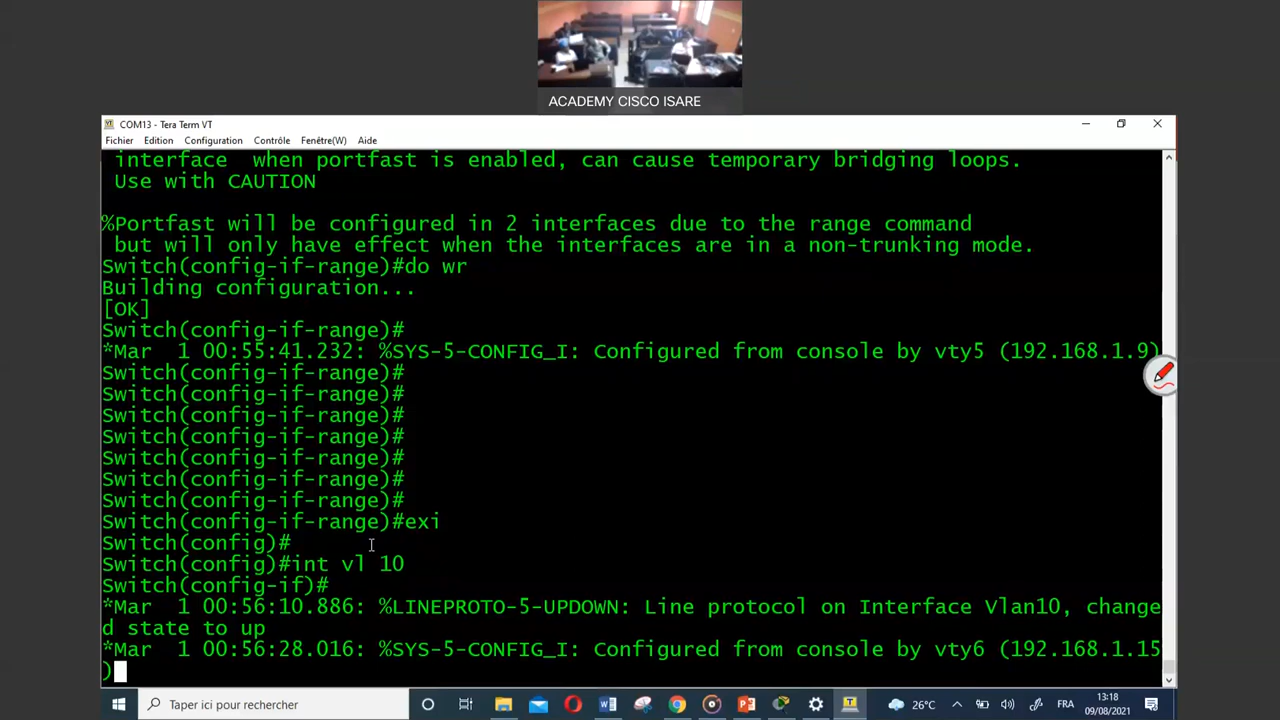 ACADEMY CISCO ISARE
COM13 - Tera Term VT
Fichier Edition Configuration Contrôle Fenêtre(W) Aide
interface  when portfast is enabled, can cause temporary bridging loops.
Use with CAUTION
%Portfast will be configured in 2 interfaces due to the range command
but will only have effect when the interfaces are in a non-trunking mode.
Switch(config-if-range)#do wr
Building configuration...
[OK]
Switch(config-if-range)#
*Mar  1 00:55:41.232: %SYS-5-CONFIG_I: Configured from console by vty5 (192.168.1.9)
Switch(config-if-range)#
Switch(config-if-range)#
Switch(config-if-range)#
Switch(config-if-range)#
Switch(config-if-range)#
Switch(config-if-range)#
Switch(config-if-range)#
Switch(config-if-range)#exi
Switch(config)#
Switch(config)#int vl 10
Switch(config-if)#
*Mar  1 00:56:10.886: %LINEPROTO-5-UPDOWN: Line protocol on Interface Vlan10, change
d state to up
*Mar  1 00:56:28.016: %SYS-5-CONFIG_I: Configured from console by vty6 (192.168.1.15
)
Taper ici pour rechercher
26°C
FRA
13:18
09/08/2021